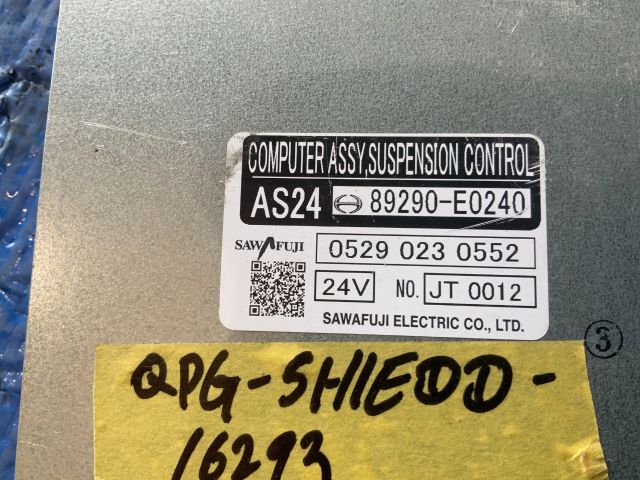 COMPUTER ASSY,SUSPENSION CONTROL
AS24 89290-E0240
SAWAFUJI 0529 023 0552
24V NO. JT 0012
SAWAFUJI ELECTRIC CO., LTD.
3
QPG-SH1EDD-
16293